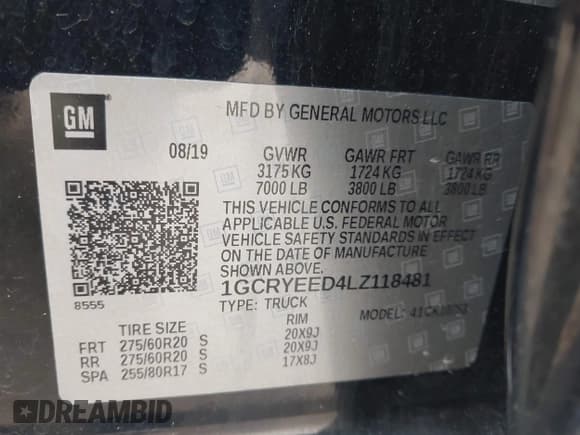 GM
MFD BY GENERAL MOTORS LLC
08/19 GVWR GAWR FRT GAWR RR
3175 KG 1724 KG 1724 KG
7000 LB 3800 LB 3800 LB
THIS VEHICLE CONFORMS TO ALL
APPLICABLE U.S. FEDERAL MOTOR
VEHICLE SAFETY STANDARDS IN EFFECT
ON THE DATE OF MANUFACTURE
SHOWN ABOVE.
8555 1GCRYEED4LZ118481
TYPE: TRUCK MODEL:
TIRE SIZE RIM
FRT 275/60R20 S 20X9J
RR 275/60R20 S 20X9J
SPA 255/80R17 S 17X8J
DREAMBID